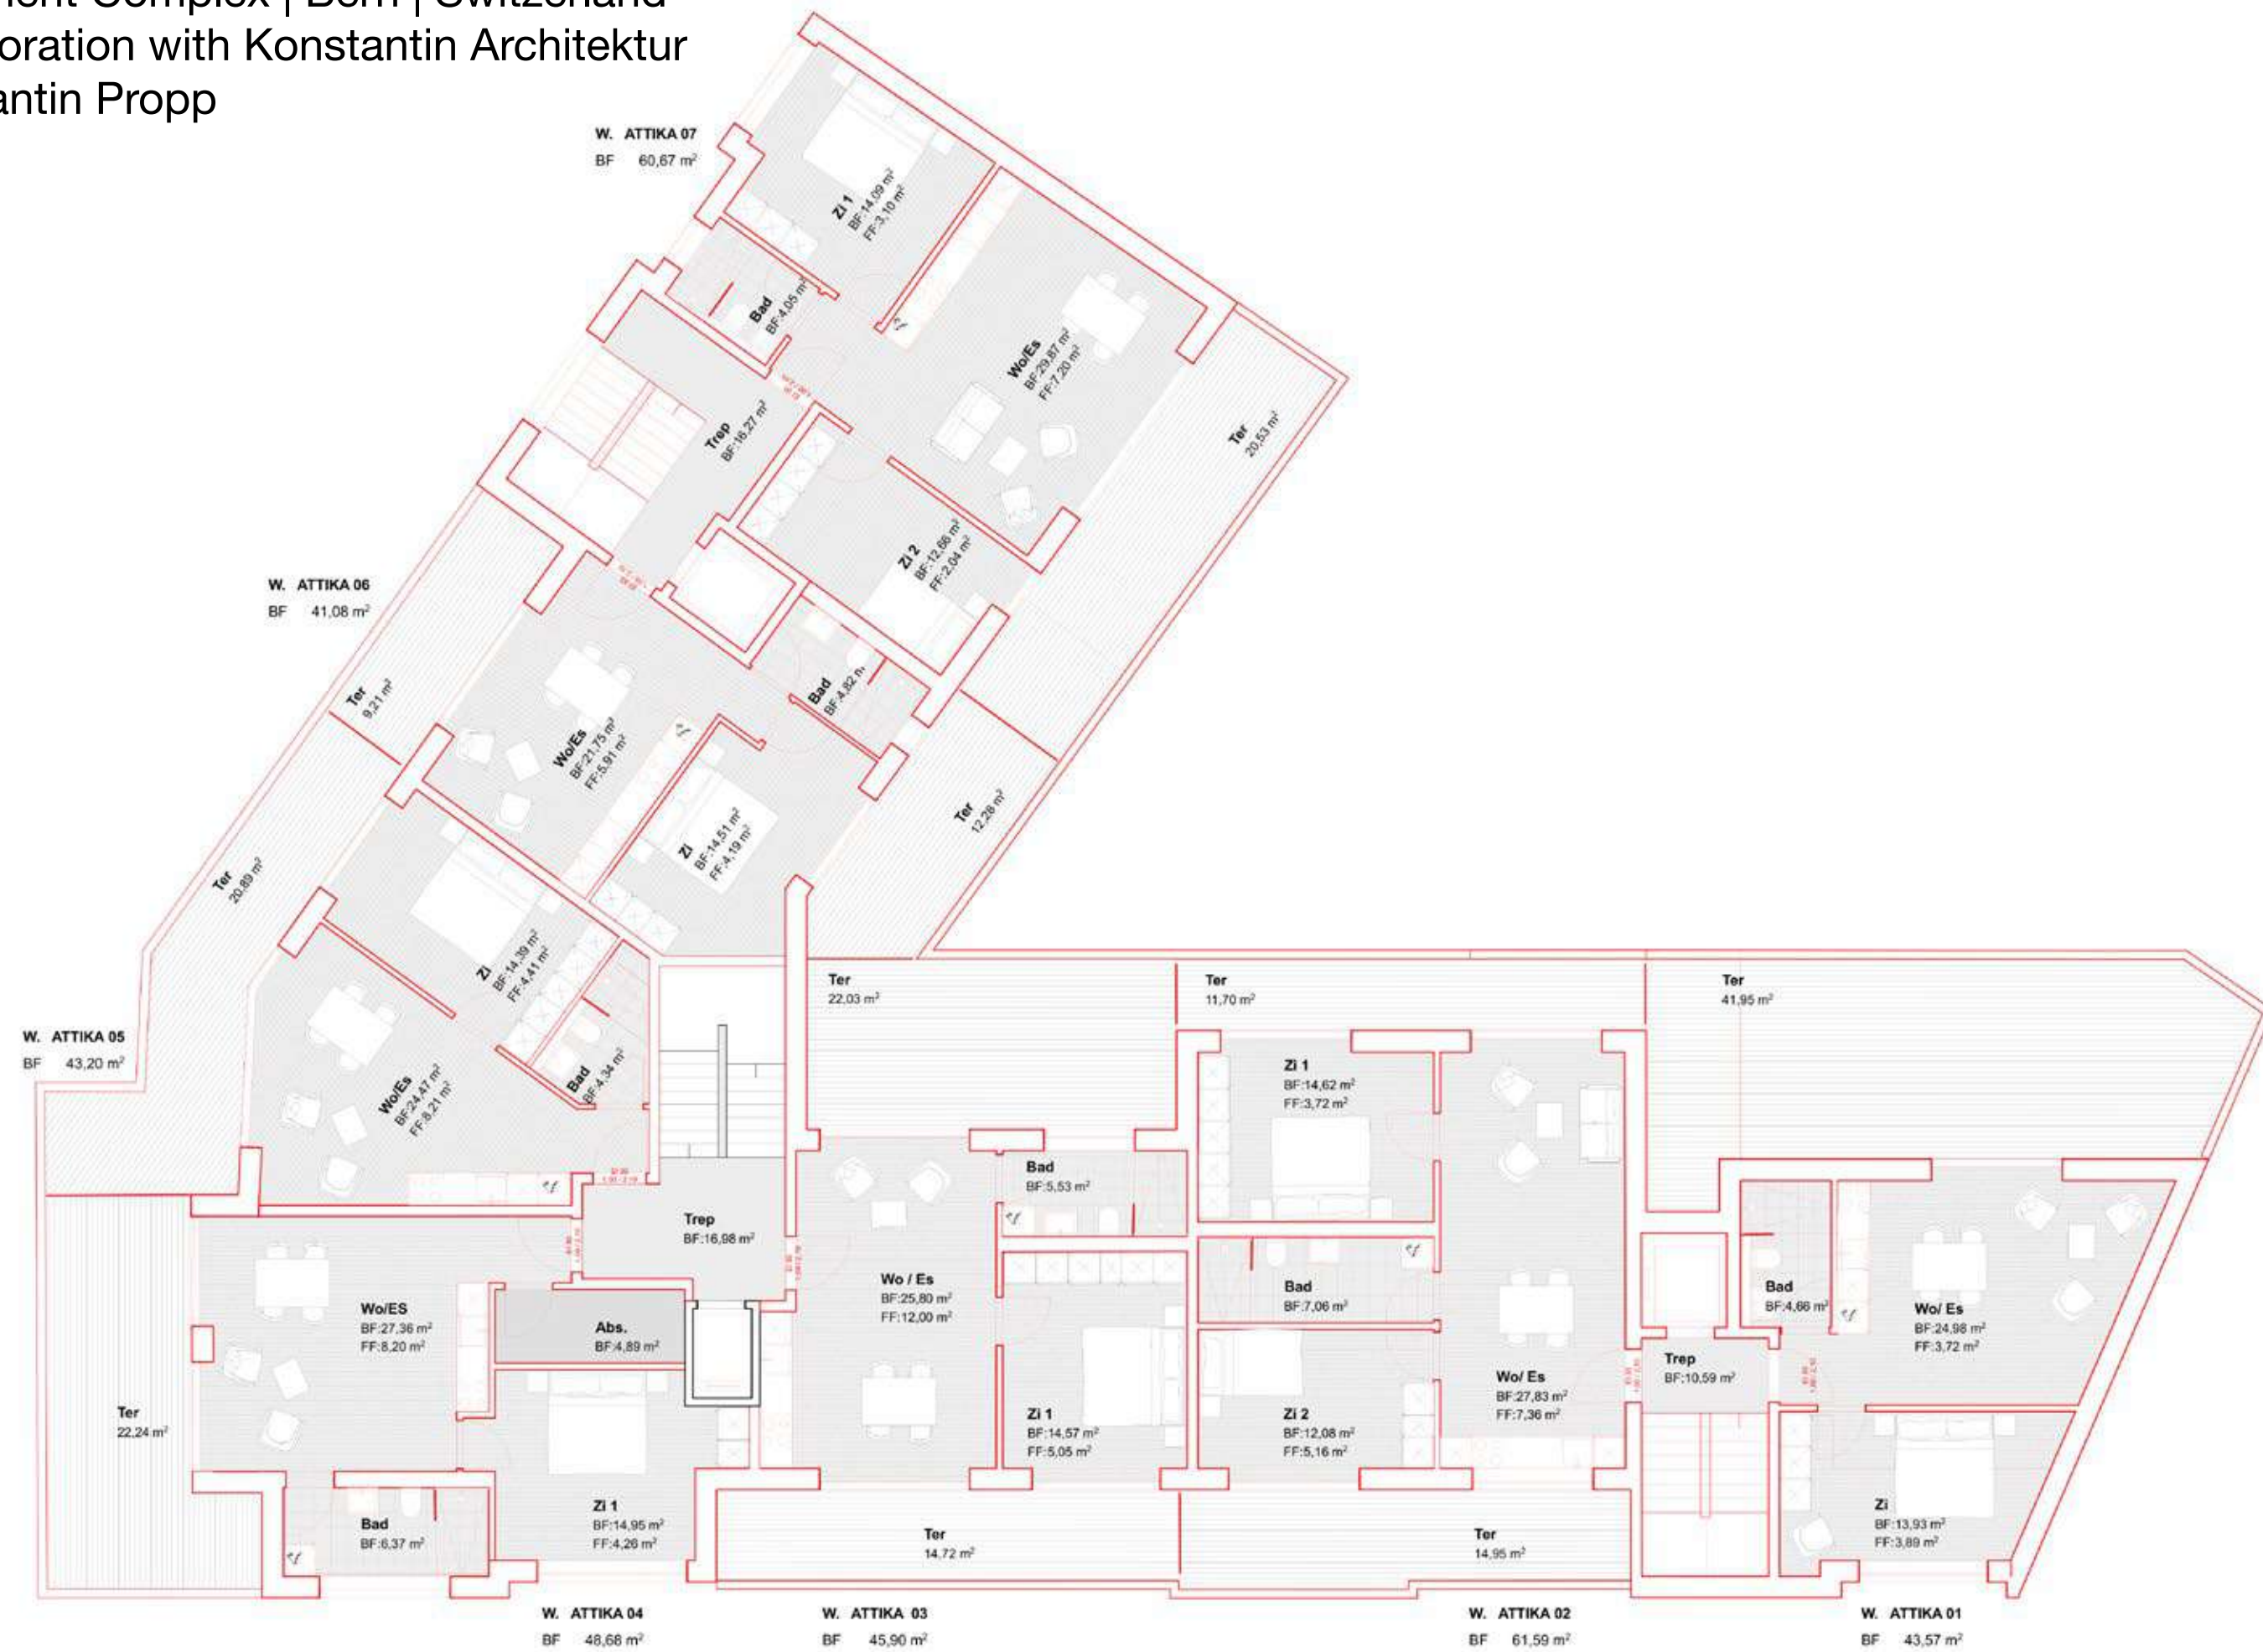 ment Complex | Bern | Switzerland
oration with Konstantin Architektur
antin Propp
W. ATTIKA 07
BF 60,67 m²
Zi 1
BF:14,09 m²
FF:3,10 m²
Bad
BF:4,05 m²
Wo/Es
BF:29,87 m²
FF:7,20 m²
Trep
BF:16,27 m²
Ter
20,53 m²
Zi 2
BF:12,66 m²
FF:2,04 m²
W. ATTIKA 06
BF 41,08 m²
Ter
9,21 m²
Bad
BF:4,82 m
Wo/Es
BF:21,75 m²
FF:5,91 m²
Zi
BF:14,51 m²
FF:4,19 m²
Ter
12,28 m²
Ter
20,89 m²
Zi
BF:14,39 m²
FF:4,41 m²
W. ATTIKA 05
BF 43,20 m²
Wo/Es
BF:24,47 m²
FF:8,21 m²
Bad
BF:4,34 m²
Ter
22,03 m²
Ter
11,70 m²
Ter
41,95 m²
Zi 1
BF:14,62 m²
FF:3,72 m²
Bad
BF:5,53 m²
Trep
BF:16,98 m²
Wo / Es
BF:25,80 m²
FF:12,00 m²
Bad
BF:7,06 m²
Bad
BF:4,66 m²
Wo/ES
BF:27,36 m²
FF:8,20 m²
Abs.
BF:4,89 m²
Wo/ Es
BF:24,98 m²
FF:3,72 m²
Trep
BF:10,59 m²
Wo/ Es
BF:27,83 m²
FF:7,36 m²
Ter
22,24 m²
Zi 1
BF:14,57 m²
FF:5,05 m²
Zi 2
BF:12,08 m²
FF:5,16 m²
Zi 1
BF:14,95 m²
FF:4,26 m²
Bad
BF:6,37 m²
Zi
BF:13,93 m²
FF:3,89 m²
Ter
14,72 m²
Ter
14,95 m²
W. ATTIKA 04
BF 48,68 m²
W. ATTIKA 03
BF 45,90 m²
W. ATTIKA 02
BF 61,59 m²
W. ATTIKA 01
BF 43,57 m²